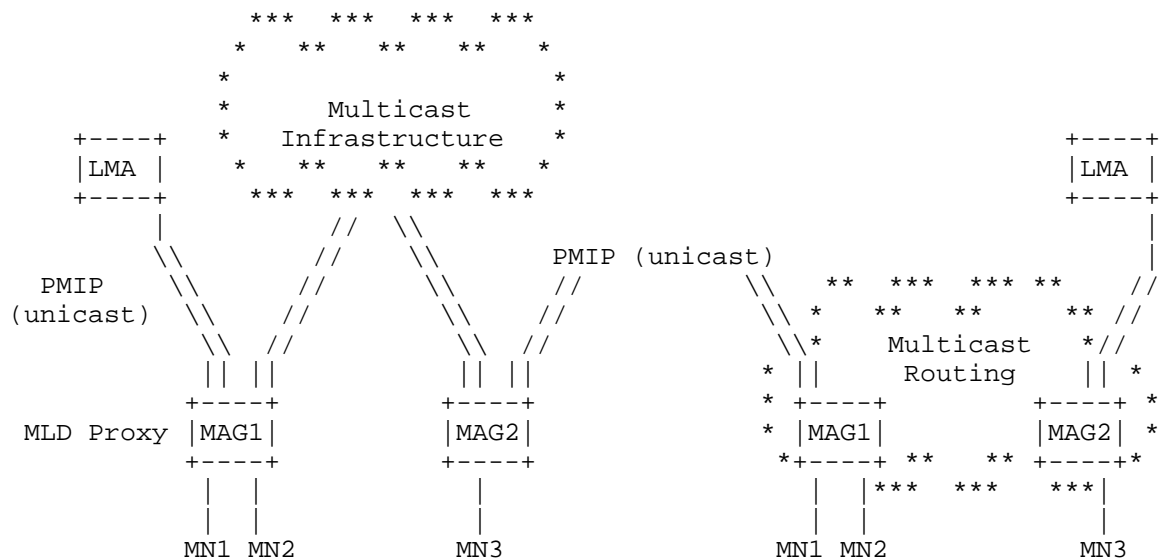 Multicast
Infrastructure
LMA
LMA
PMIP (unicast)
PMIP
(unicast)
Multicast
Routing
MLD Proxy MAG1 MAG2 MAG1 MAG2
MN1 MN2 MN3 MN1 MN2 MN3